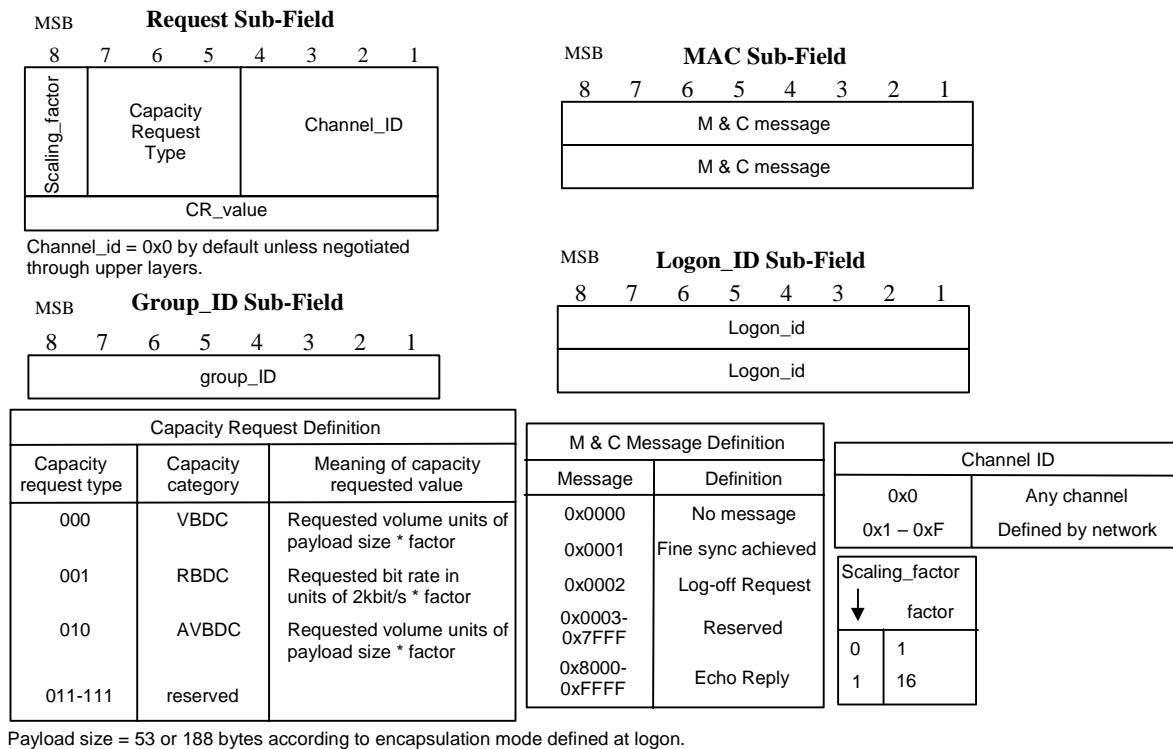 Request Sub-Field
MSB
8 7 6 5 4 3 2 1
Scaling_factor
Capacity
Request
Type
Channel_ID
CR_value
Channel_id = 0x0 by default unless negotiated
through upper layers.
MAC Sub-Field
MSB
8 7 6 5 4 3 2 1
M & C message
M & C message
Group_ID Sub-Field
MSB
8 7 6 5 4 3 2 1
group_ID
Logon_ID Sub-Field
MSB
8 7 6 5 4 3 2 1
Logon_id
Logon_id
Capacity Request Definition
Capacity
request type
Capacity
category
Meaning of capacity
requested value
000
VBDC
Requested volume units of
payload size * factor
001
RBDC
Requested bit rate in
units of 2kbit/s * factor
010
AVBDC
Requested volume units of
payload size * factor
011-111
reserved
M & C Message Definition
Message
Definition
0x0000
No message
0x0001
Fine sync achieved
0x0002
Log-off Request
0x0003-
0x7FFF
Reserved
0x8000-
0xFFFF
Echo Reply
Channel ID
0x0
Any channel
0x1 – 0xF
Defined by network
Scaling_factor
factor
0 1
1 16
Payload size = 53 or 188 bytes according to encapsulation mode defined at logon.